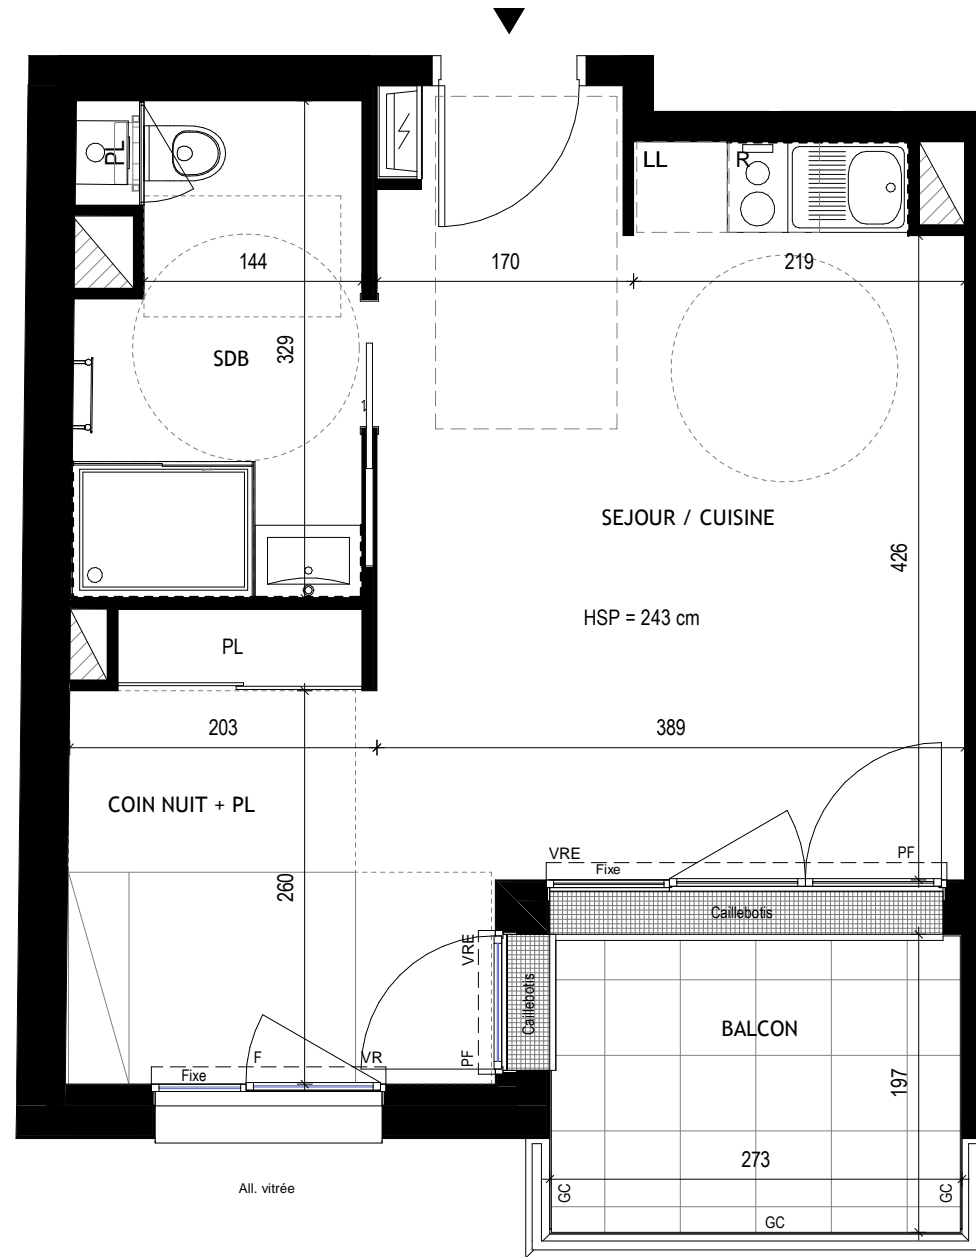 PL
LL
R
144
170
219
329
SDB
SEJOUR / CUISINE
426
HSP = 243 cm
PL
203
389
COIN NUIT + PL
VRE
Fixe
PF
260
Caillebotis
VRE
Caillebotis
BALCON
F
VR
PF
Fixe
197
273
All. vitrée
GC
GC
GC